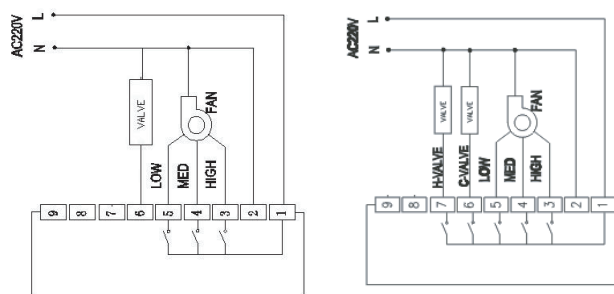 AC220V
L
N
VALVE
FAN
LOW
MED
HIGH
9 8 7 6 5 4 3 2 1
AC220V
L
N
VALVE
VALVE
FAN
H-VALVE
C-VALVE
LOW
MED
HIGH
9 8 7 6 5 4 3 2 1